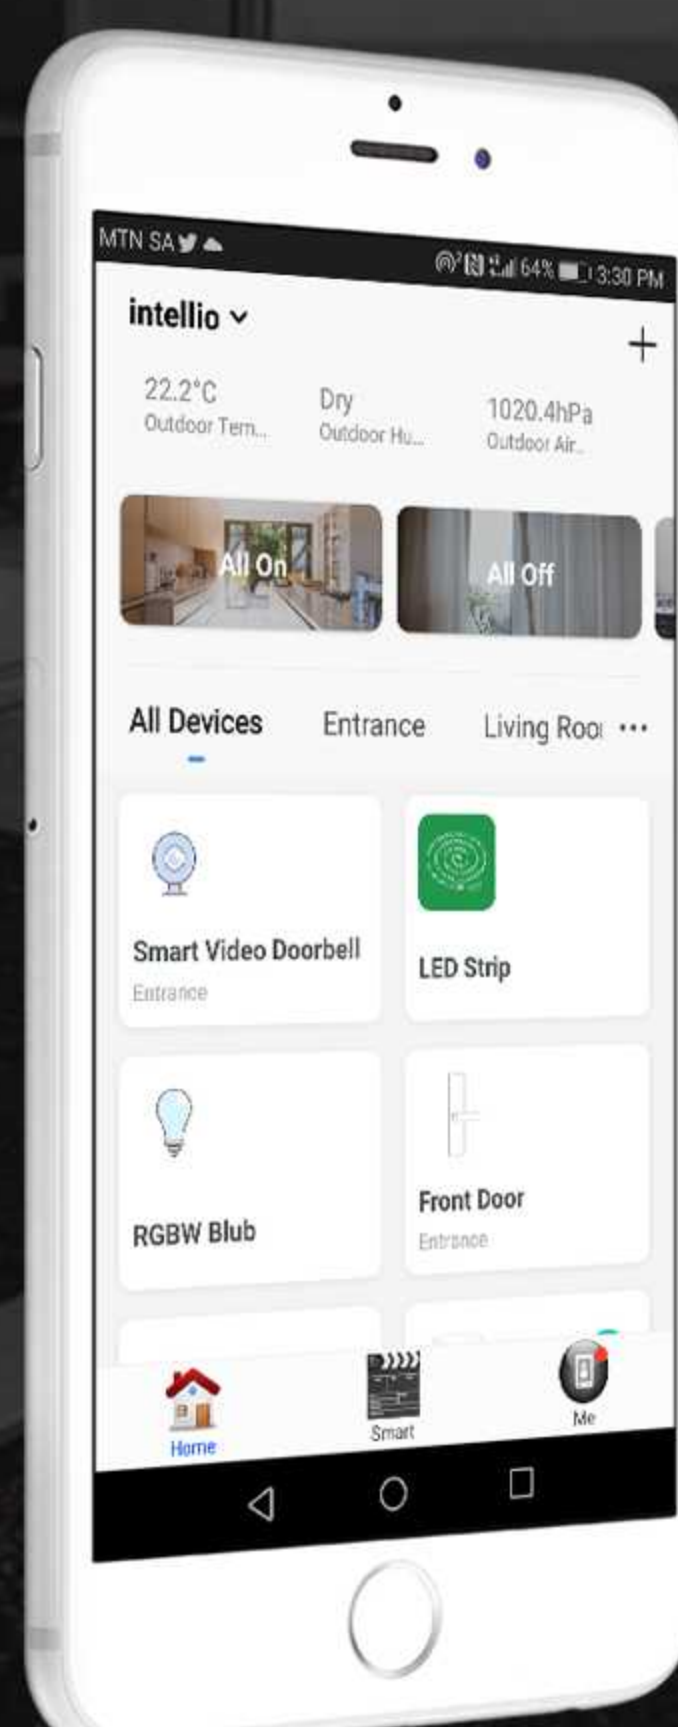 MTN SA 64% 3:30 PM
intellio
22.2°C Dry 1020.4hPa
Outdoor Tem... Outdoor Hu... Outdoor Air...
All On All Off
All Devices Entrance Living Roo ...
Smart Video Doorbell
Entrance
LED Strip
RGBW Blub
Front Door
Entrance
Home Smart Me